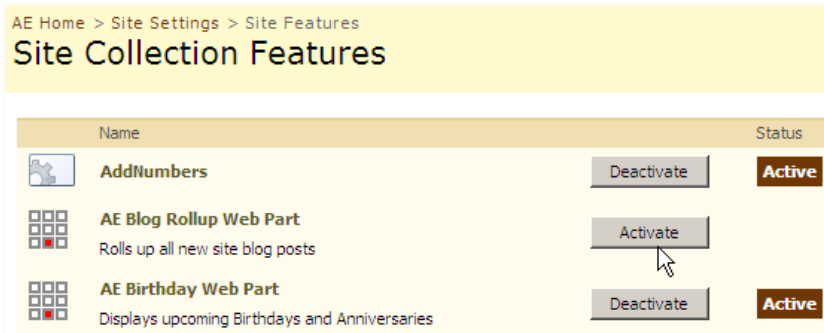 AE Home > Site Settings > Site Features
Site Collection Features
Name Status
AddNumbers Deactivate Active
AE Blog Rollup Web Part
Rolls up all new site blog posts
Activate
AE Birthday Web Part
Displays upcoming Birthdays and Anniversaries
Deactivate Active